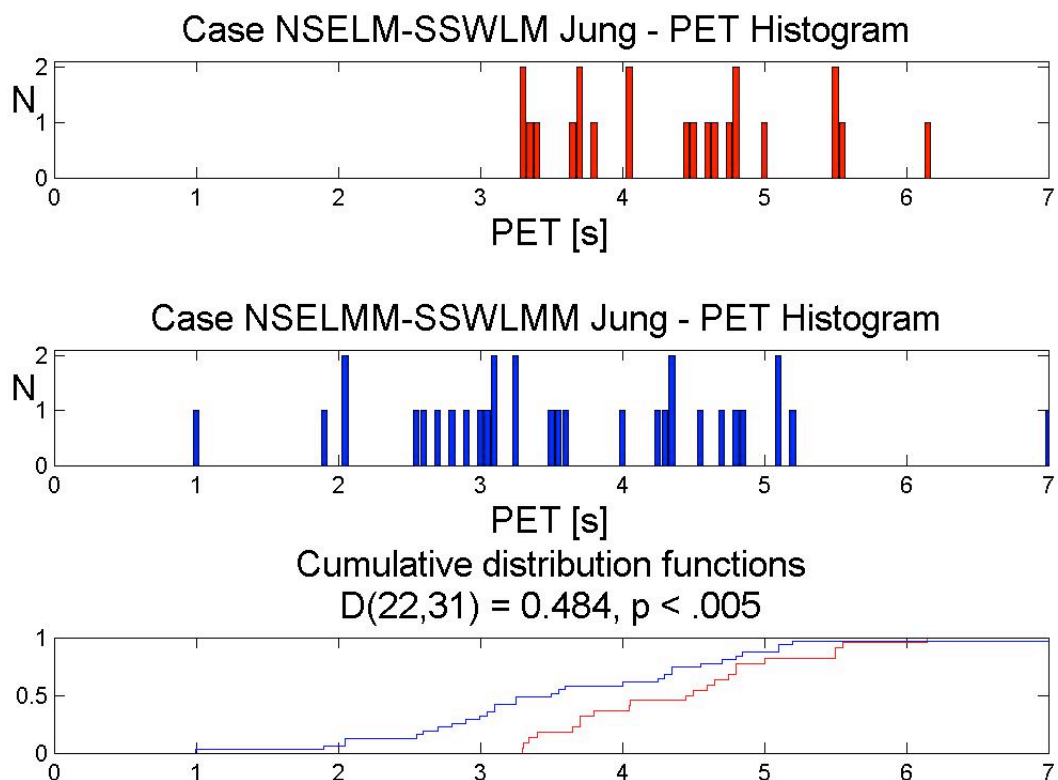 Case NSELM-SSWLM Jung - PET Histogram
2
N
1
0
0 1 2 3 4 5 6 7
PET [s]
Case NSELMM-SSWLMM Jung - PET Histogram
2
N
1
0
0 1 2 3 4 5 6 7
PET [s]
Cumulative distribution functions
D(22,31) = 0.484, p < .005
1
0.5
0
0 1 2 3 4 5 6 7